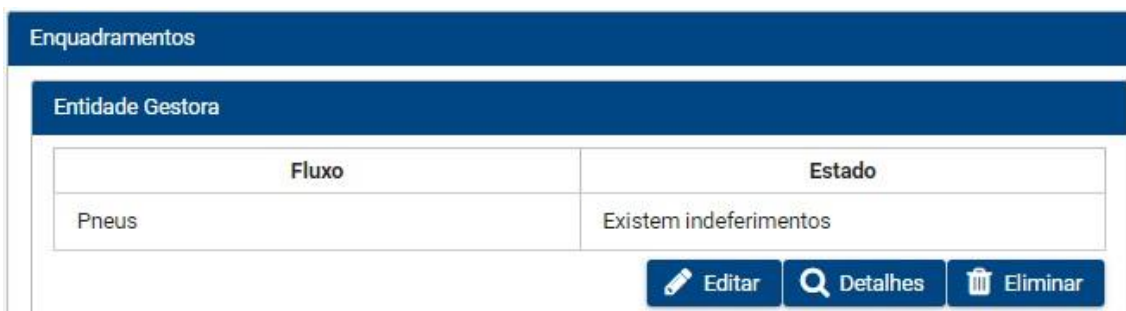 Enquadramentos
Entidade Gestora
Fluxo Estado
Pneus Existem indeferimentos
Editar Detalhes Eliminar